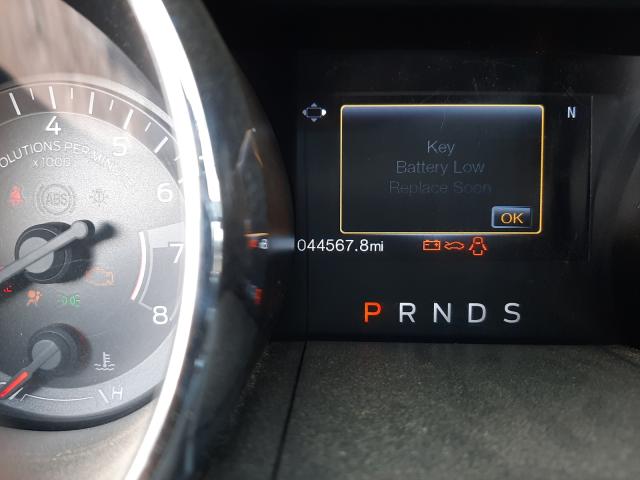 4
5
6
7
8
OLUTIONS PER MIN
x1000
ABS
H
N
Key
Battery Low
Replace Soon
OK
044567.8mi
P R N D S